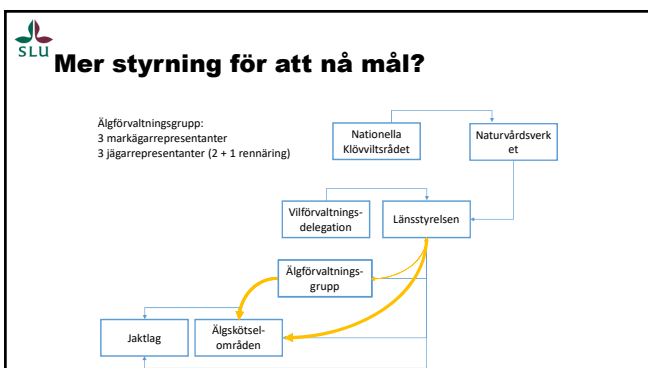 SLU
Mer styrning för att nå mål?
Älgförvaltningsgrupp:
3 markägarrepresentanter
3 jägarrepresentanter (2 + 1 rennäring)
Nationella
Klövviltsrådet
Naturvårdsverk
et
Vilförvaltnings-
delegation
Länsstyrelsen
Älgförvaltnings-
grupp
Jaktlag
Älgskötsel-
områden